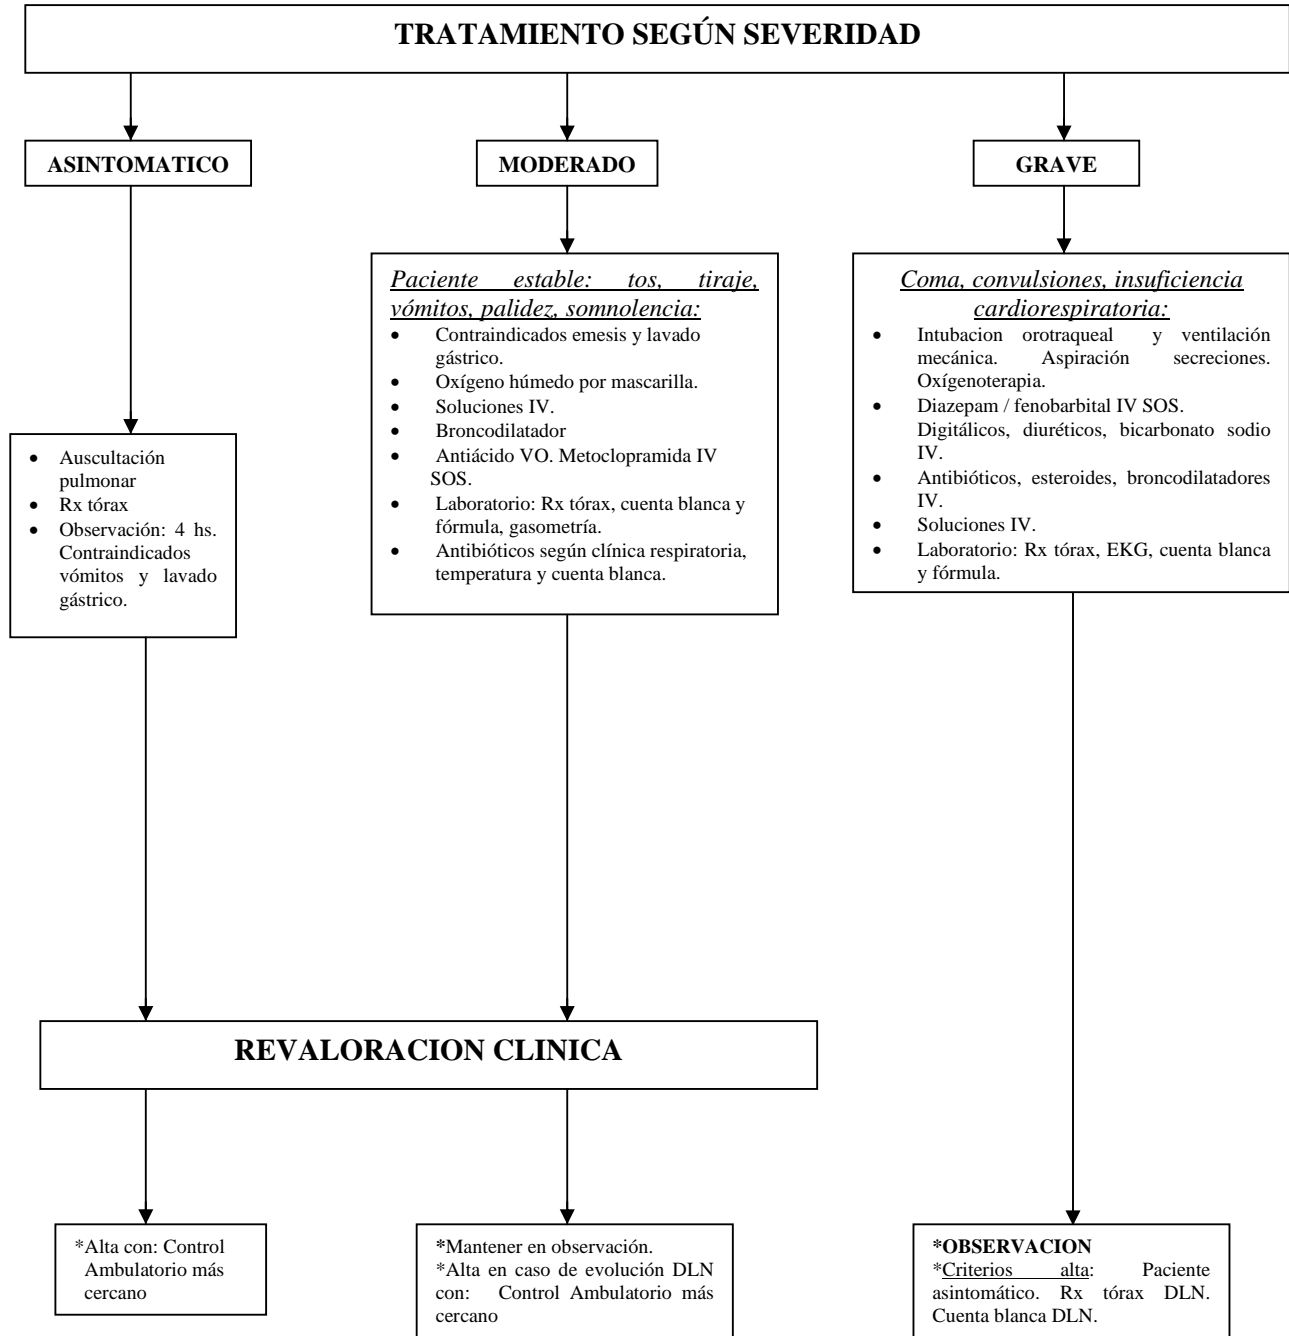 TRATAMIENTO SEGÚN SEVERIDAD
ASINTOMATICO
MODERADO
GRAVE
• Auscultación
pulmonar
• Rx tórax
• Observación: 4 hs.
Contraindicados
vómitos y lavado
gástrico.
Paciente estable: tos, tiraje,
vómitos, palidez, somnolencia:
• Contraindicados emesis y lavado
gástrico.
• Oxígeno húmedo por mascarilla.
• Soluciones IV.
• Broncodilatador
• Antiácido VO. Metoclopramida IV
SOS.
• Laboratorio: Rx tórax, cuenta blanca y
fórmula, gasometría.
• Antibióticos según clínica respiratoria,
temperatura y cuenta blanca.
Coma, convulsiones, insuficiencia
cardiorespiratoria:
• Intubacion orotraqueal y ventilación
mecánica. Aspiración secreciones.
Oxígenoterapia.
• Diazepam / fenobarbital IV SOS.
Digitálicos, diuréticos, bicarbonato sodio
IV.
• Antibióticos, esteroides, broncodilatadores
IV.
• Soluciones IV.
• Laboratorio: Rx tórax, EKG, cuenta blanca
y fórmula.
REVALORACION CLINICA
*Alta con: Control
Ambulatorio más
cercano
*Mantener en observación.
*Alta en caso de evolución DLN
con: Control Ambulatorio más
cercano
*OBSERVACION
*Criterios alta: Paciente
asintomático. Rx tórax DLN.
Cuenta blanca DLN.